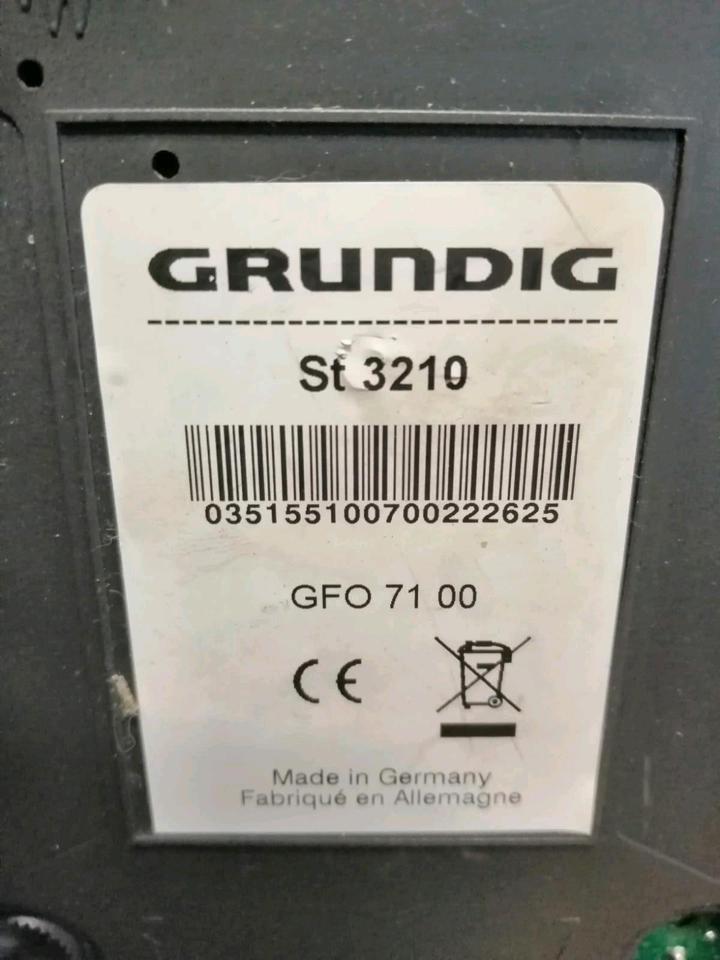 GRUNDIG
St 3210
035155100700222625
GFO 71 00
CE
Made in Germany
Fabriqué en Allemagne